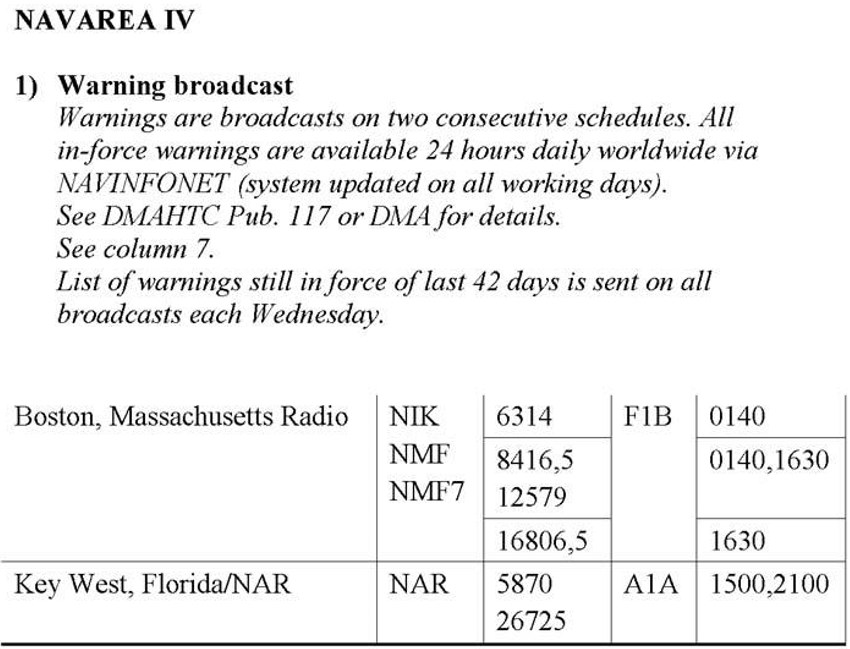 NAVAREA IV
1) Warning broadcast
Warnings are broadcasts on two consecutive schedules. All
in-force warnings are available 24 hours daily worldwide via
NAVINFONET (system updated on all working days).
See DMAHTC Pub. 117 or DMA for details.
See column 7.
List of warnings still in force of last 42 days is sent on all
broadcasts each Wednesday.
Boston, Massachusetts Radio NIK 6314 F1B 0140
NMF 8416,5 0140,1630
NMF7 12579
16806,5 1630
Key West, Florida/NAR NAR 5870 A1A 1500,2100
26725